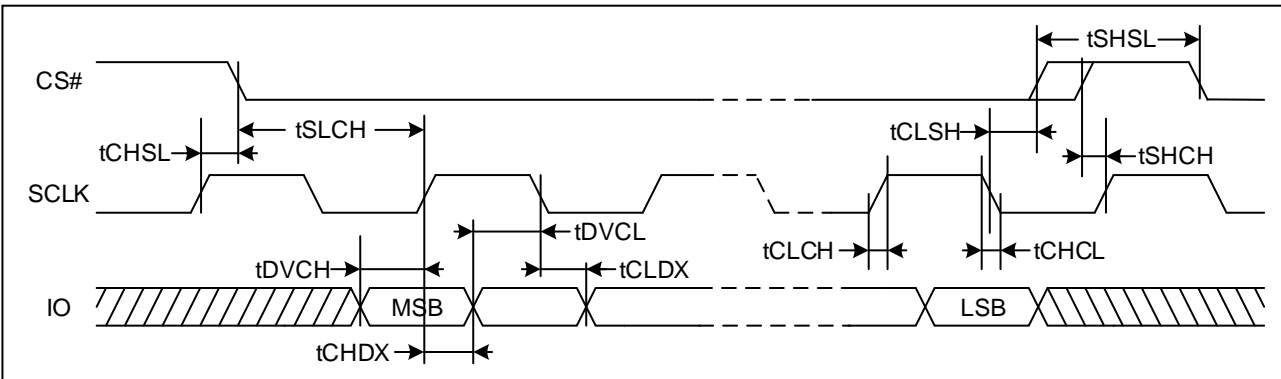 tSHSL
CS#
tSLCH
tCLSH
tCHSL
tSHCH
SCLK
tDVCL
tCLCH
tCHCL
tDVCH
tCLDX
IO
MSB
LSB
tCHDX